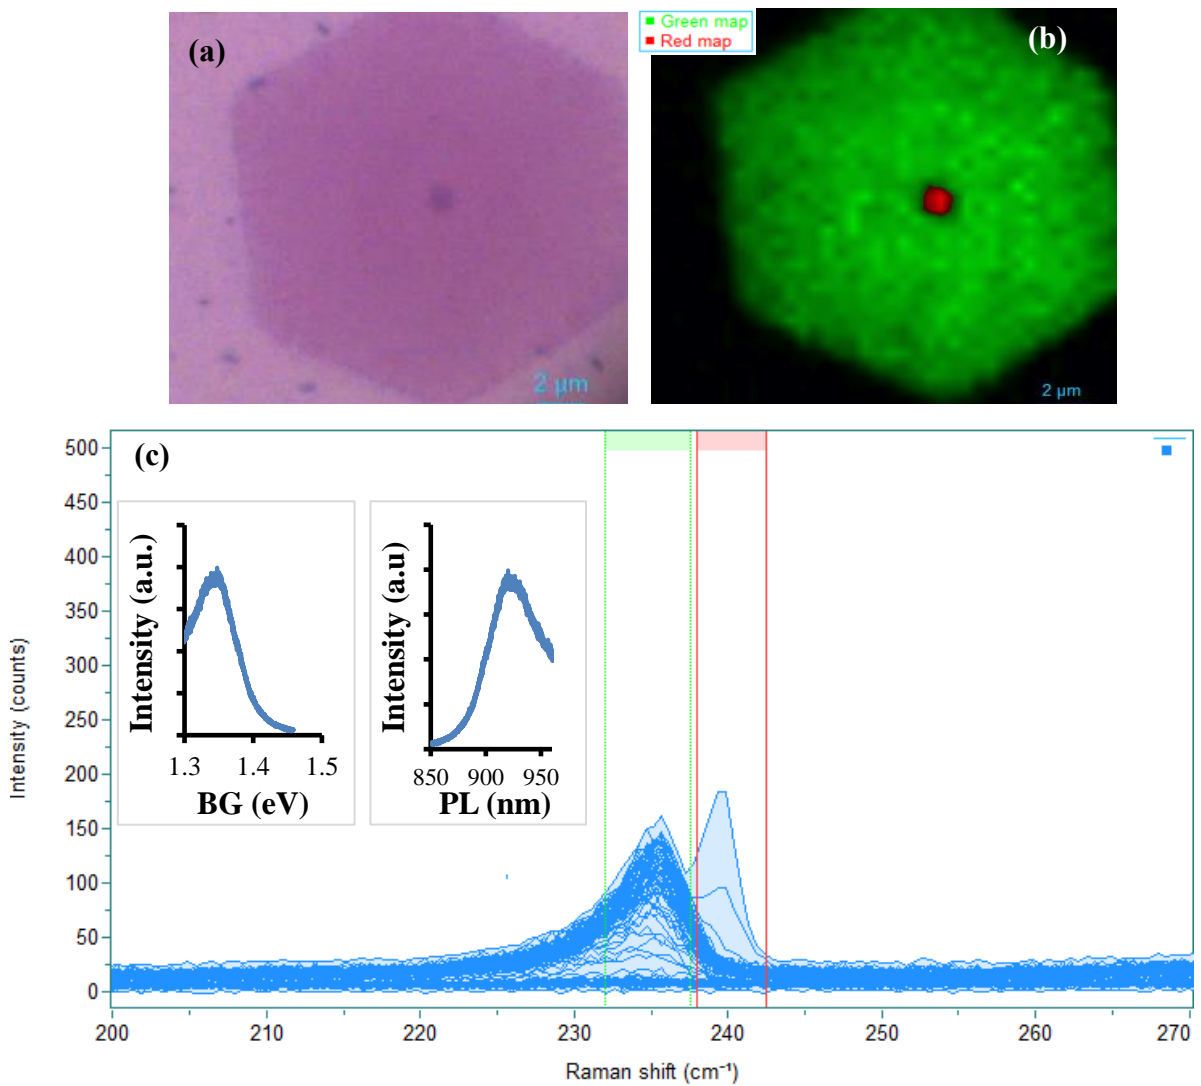 (a)
2 μm
Green map
Red map
(b)
2 μm
(c)
Intensity (counts)
500
450
400
350
300
250
200
150
100
50
0
Intensity (a.u.)
1.3 1.4 1.5
BG (eV)
Intensity (a.u)
850 900 950
PL (nm)
200 210 220 230 240 250 260 270
Raman shift (cm⁻¹)